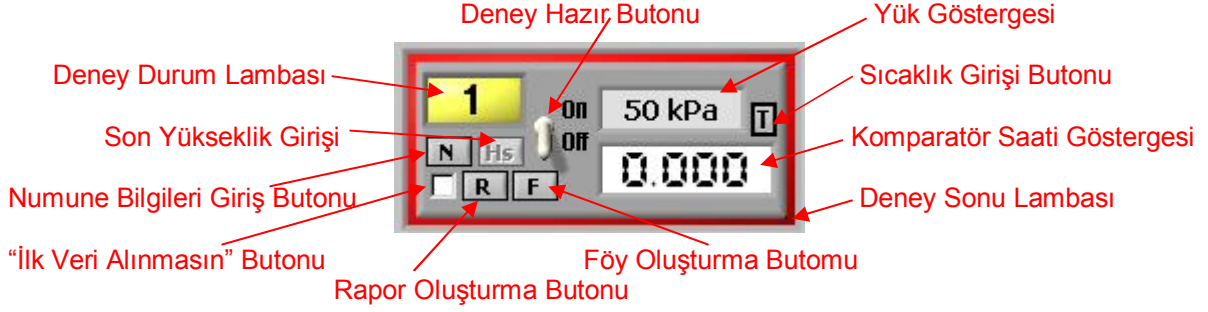 Deney Hazır Butonu
Yük Göstergesi
Deney Durum Lambası
1
On
50 kPa
T
Sıcaklık Girişi Butonu
Son Yükseklik Girişi
N
Hs
Off
0.000
Komparatör Saati Göstergesi
Numune Bilgileri Giriş Butonu
R
F
Deney Sonu Lambası
“İlk Veri Alınmasın” Butonu
Föy Oluşturma Butomu
Rapor Oluşturma Butonu